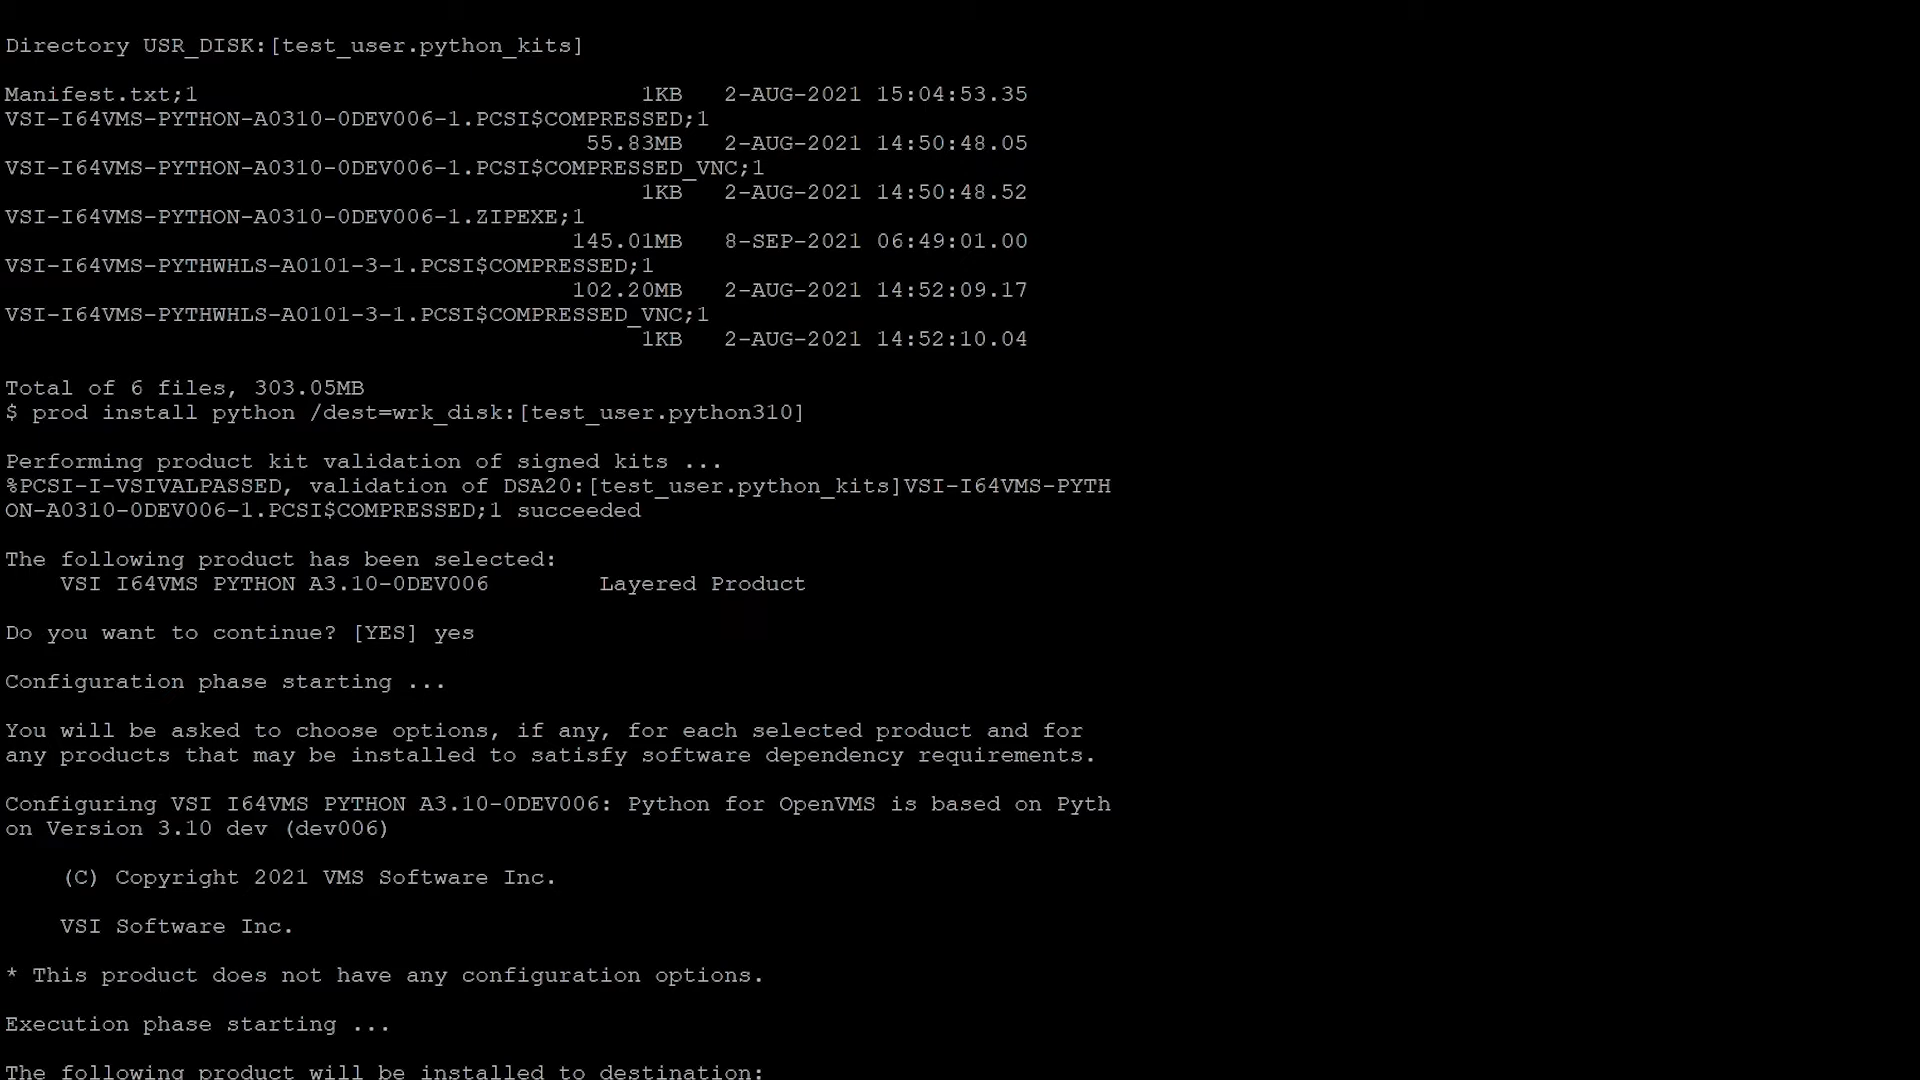 Directory USR_DISK:[test_user.python_kits]
Manifest.txt;1                                1KB   2-AUG-2021 15:04:53.35
VSI-I64VMS-PYTHON-A0310-0DEV006-1.PCSI$COMPRESSED;1
55.83MB   2-AUG-2021 14:50:48.05
VSI-I64VMS-PYTHON-A0310-0DEV006-1.PCSI$COMPRESSED_VNC;1
1KB   2-AUG-2021 14:50:48.52
VSI-I64VMS-PYTHON-A0310-0DEV006-1.ZIPEXE;1
145.01MB   8-SEP-2021 06:49:01.00
VSI-I64VMS-PYTHWHLS-A0101-3-1.PCSI$COMPRESSED;1
102.20MB   2-AUG-2021 14:52:09.17
VSI-I64VMS-PYTHWHLS-A0101-3-1.PCSI$COMPRESSED_VNC;1
1KB   2-AUG-2021 14:52:10.04
Total of 6 files, 303.05MB
$ prod install python /dest=wrk_disk:[test_user.python310]
Performing product kit validation of signed kits ...
%PCSI-I-VSIVALPASSED, validation of DSA20:[test_user.python_kits]VSI-I64VMS-PYTH
ON-A0310-0DEV006-1.PCSI$COMPRESSED;1 succeeded
The following product has been selected:
VSI I64VMS PYTHON A3.10-0DEV006        Layered Product
Do you want to continue? [YES] yes
Configuration phase starting ...
You will be asked to choose options, if any, for each selected product and for
any products that may be installed to satisfy software dependency requirements.
Configuring VSI I64VMS PYTHON A3.10-0DEV006: Python for OpenVMS is based on Pyth
on Version 3.10 dev (dev006)
(C) Copyright 2021 VMS Software Inc.
VSI Software Inc.
* This product does not have any configuration options.
Execution phase starting ...
The following product will be installed to destination: